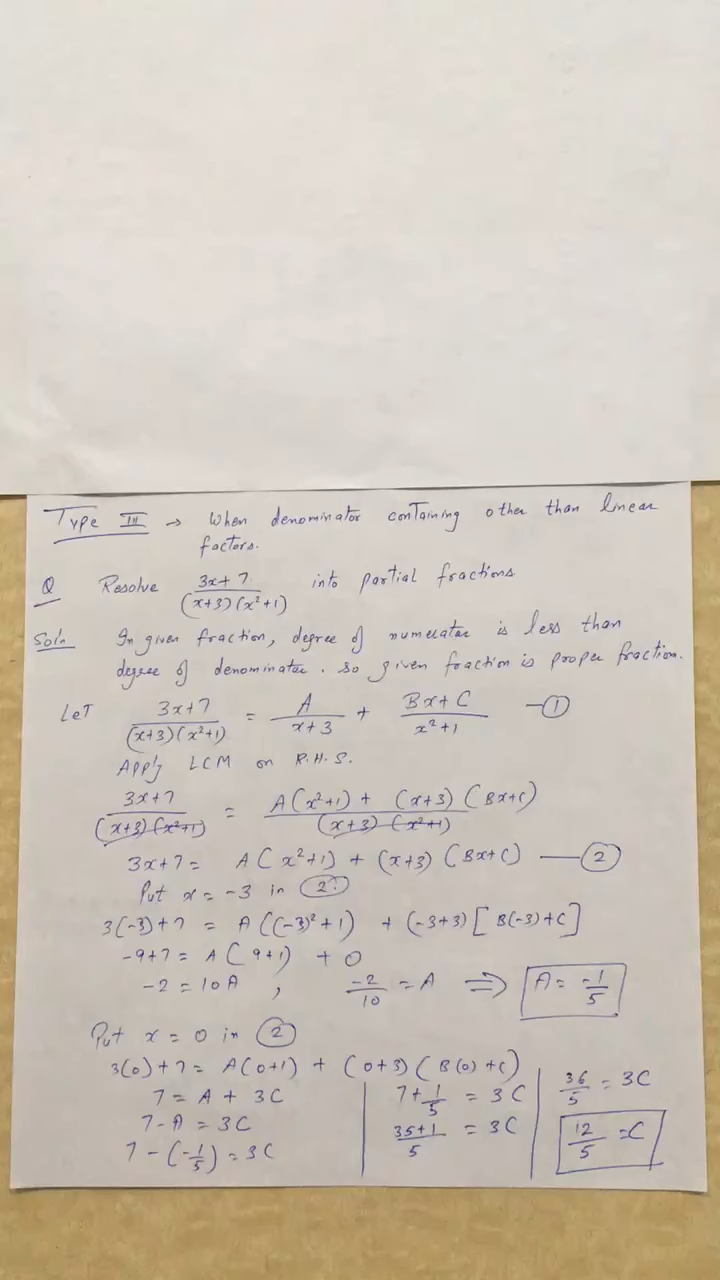 Type III → When denominator containing other than linear
factors.
Q Resolve (3x+7)/((x+3)(x²+1)) into partial fractions.
Soln In given fraction, degree of numerator is less than
degree of denominator. So given fraction is proper fraction.
Let (3x+7)/((x+3)(x²+1)) = A/(x+3) + (Bx+C)/(x²+1) — ①
Apply LCM on R.H.S.
(3x+7)/((x+3)(x²+1)) = (A(x²+1) + (x+3)(Bx+C))/((x+3)(x²+1))
3x+7 = A(x²+1) + (x+3)(Bx+C) — ②
Put x = -3 in ②
3(-3)+7 = A((-3)²+1) + (-3+3)[B(-3)+C]
-9+7 = A(9+1) + 0
-2 = 10A , -2/10 = A ⇒ A = -1/5
Put x = 0 in ②
3(0)+7 = A(0+1) + (0+3)(B(0)+C)
7 = A + 3C
7-A = 3C
7-(-1/5) = 3C
7+1/5 = 3C
(35+1)/5 = 3C
36/5 = 3C
12/5 = C